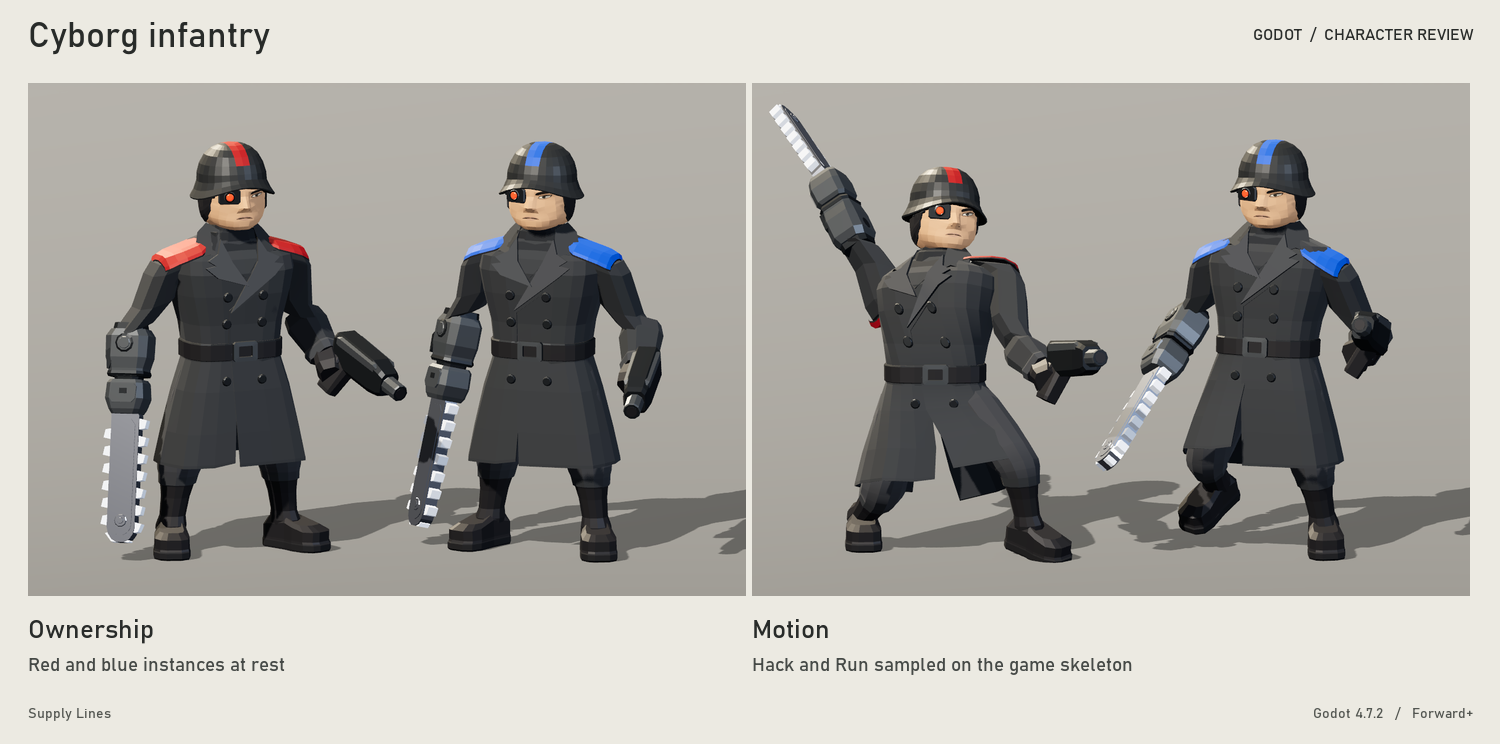 Cyborg infantry
GODOT / CHARACTER REVIEW
Ownership
Red and blue instances at rest
Motion
Hack and Run sampled on the game skeleton
Supply Lines
Godot 4.7.2 / Forward+